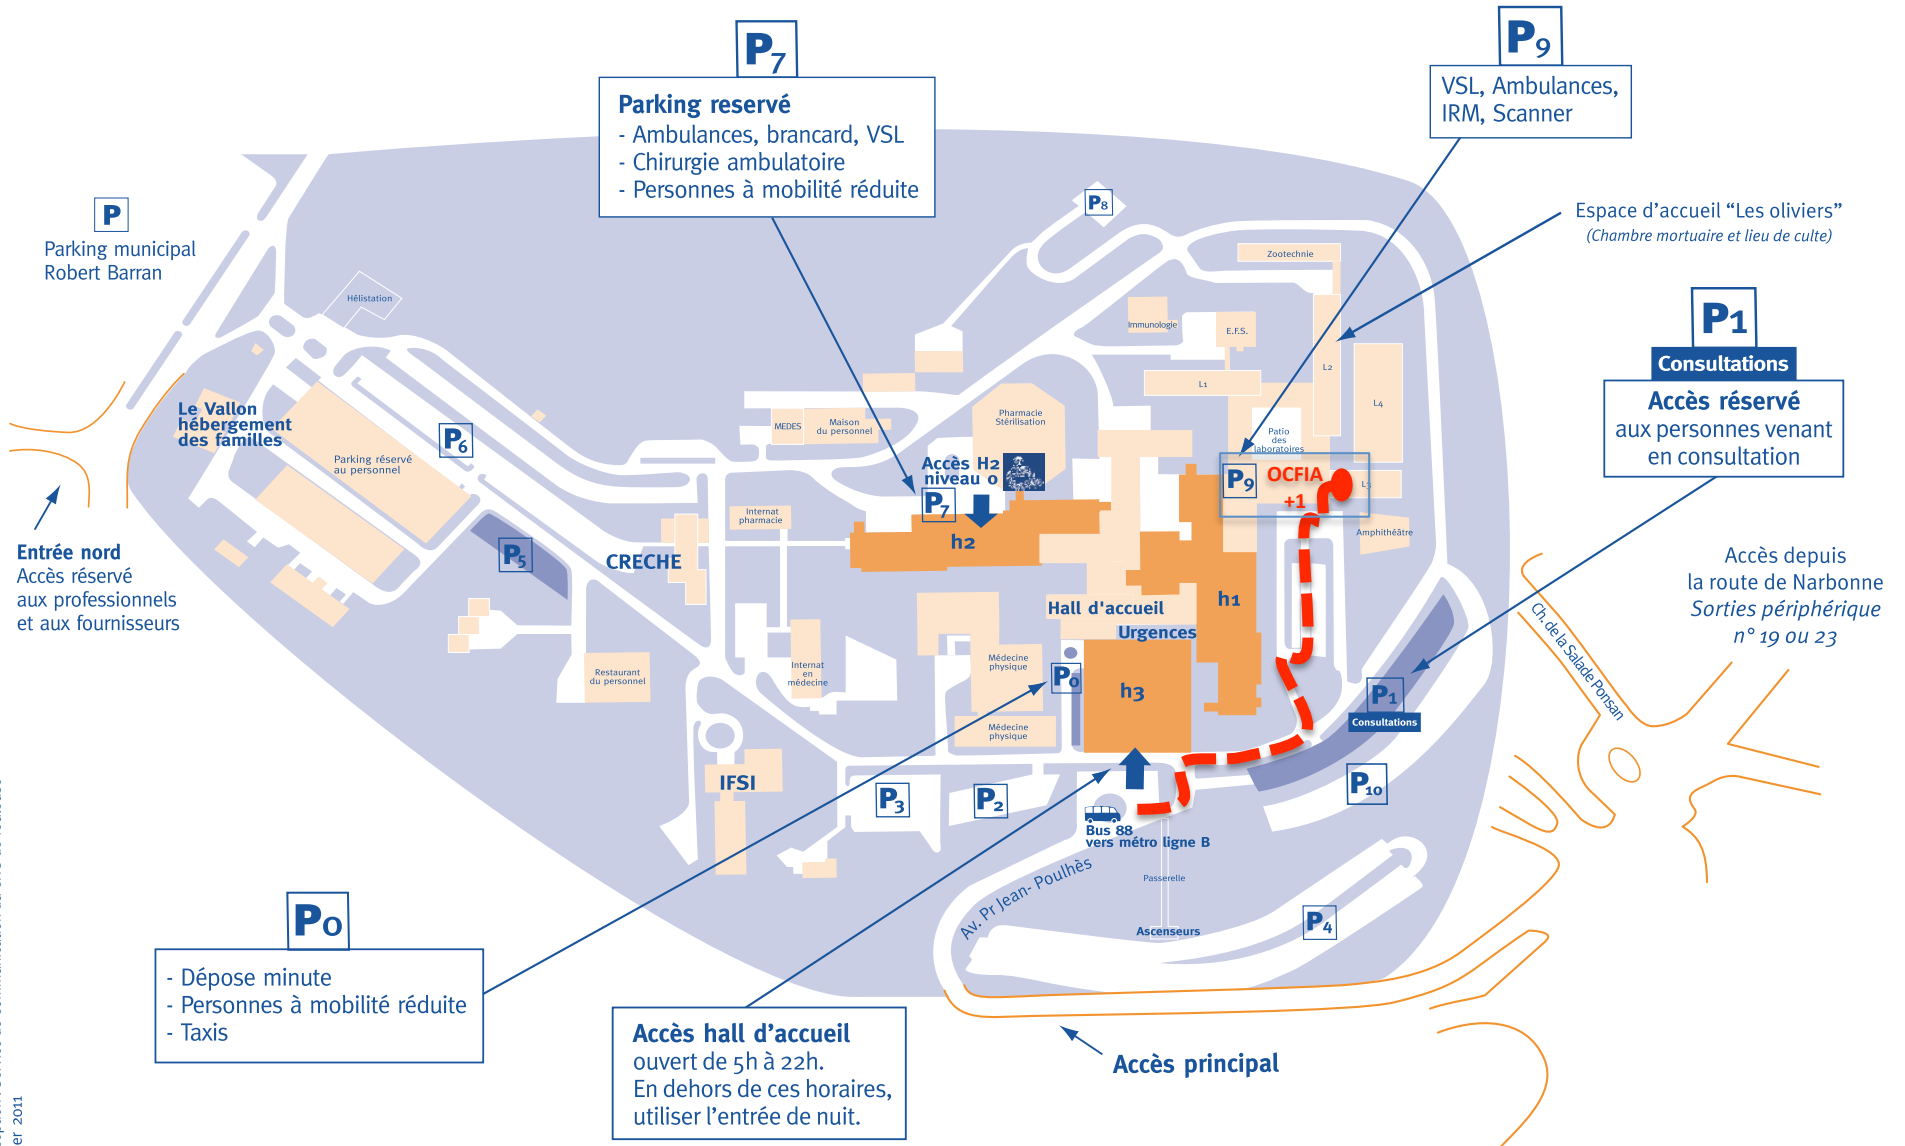 P7
Parking reservé
- Ambulances, brancard, VSL
- Chirurgie ambulatoire
- Personnes à mobilité réduite
P9
VSL, Ambulances,
IRM, Scanner
P
Parking municipal
Robert Barran
P8
Espace d'accueil “Les oliviers”
(Chambre mortuaire et lieu de culte)
Zootechnie
Hélistation
Immunologie
E.F.S.
L2
L1
L4
P1
Consultations
Accès réservé
aux personnes venant
en consultation
Le Vallon
hébergement
des familles
P6
Parking réservé
au personnel
MEDES
Maison
du personnel
Pharmacie
Stérilisation
Patio
des
laboratoires
Accès H2
niveau 0
P7
P9
OCFIA
+1
L3
Amphithéâtre
Internat
pharmacie
h2
Entrée nord
Accès réservé
aux professionnels
et aux fournisseurs
P5
CRECHE
h1
Hall d'accueil
Urgences
Accès depuis
la route de Narbonne
Sorties périphérique
n° 19 ou 23
Ch. de la Salade Ponsan
Restaurant
du personnel
Internat
en
médecine
Médecine
physique
P0
h3
P1
Consultations
Médecine
physique
IFSI
P3
P2
P10
Bus 88
vers métro ligne B
Passerelle
Av. Pr Jean- Poulhès
Ascenseurs
P4
P0
- Dépose minute
- Personnes à mobilité réduite
- Taxis
Accès hall d'accueil
ouvert de 5h à 22h.
En dehors de ces horaires,
utiliser l'entrée de nuit.
Accès principal
er 2011